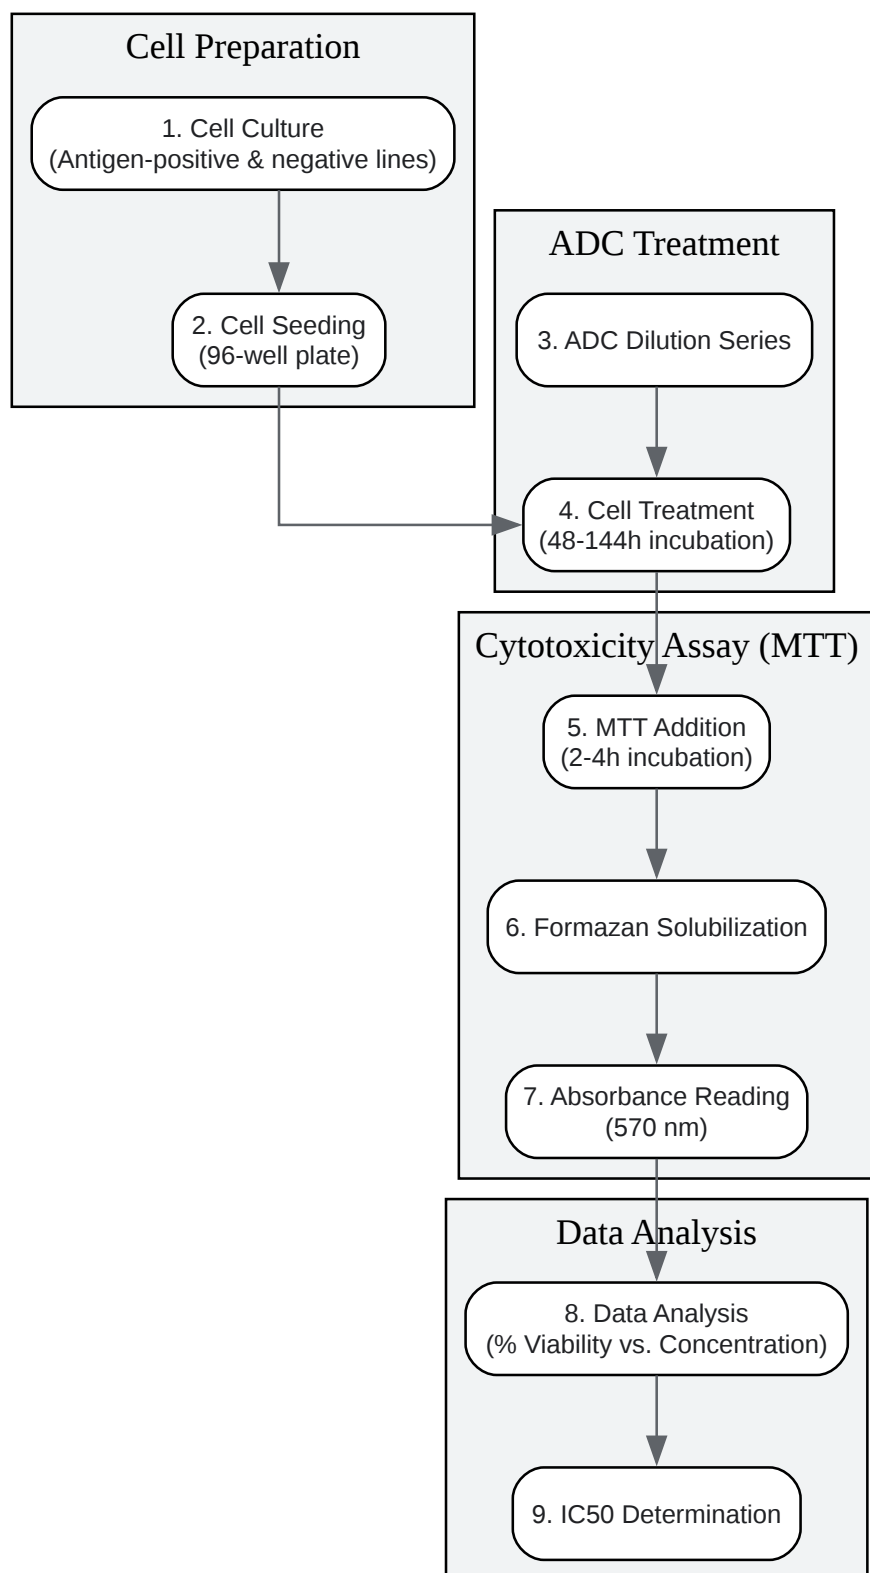 Cell Preparation
1. Cell Culture
(Antigen-positive & negative lines)
2. Cell Seeding
(96-well plate)
ADC Treatment
3. ADC Dilution Series
4. Cell Treatment
(48-144h incubation)
Cytotoxicity Assay (MTT)
5. MTT Addition
(2-4h incubation)
6. Formazan Solubilization
7. Absorbance Reading
(570 nm)
Data Analysis
8. Data Analysis
(% Viability vs. Concentration)
9. IC50 Determination